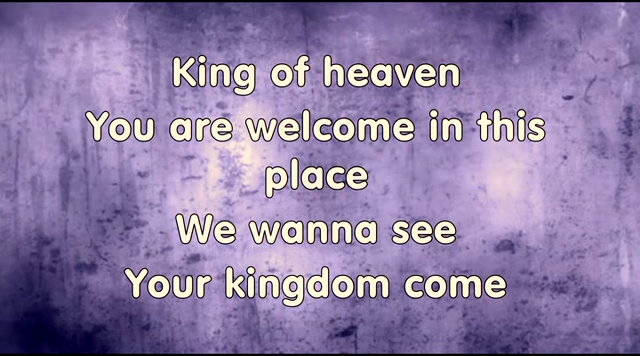 King of heaven
You are welcome in this
place
We wanna see
Your kingdom come